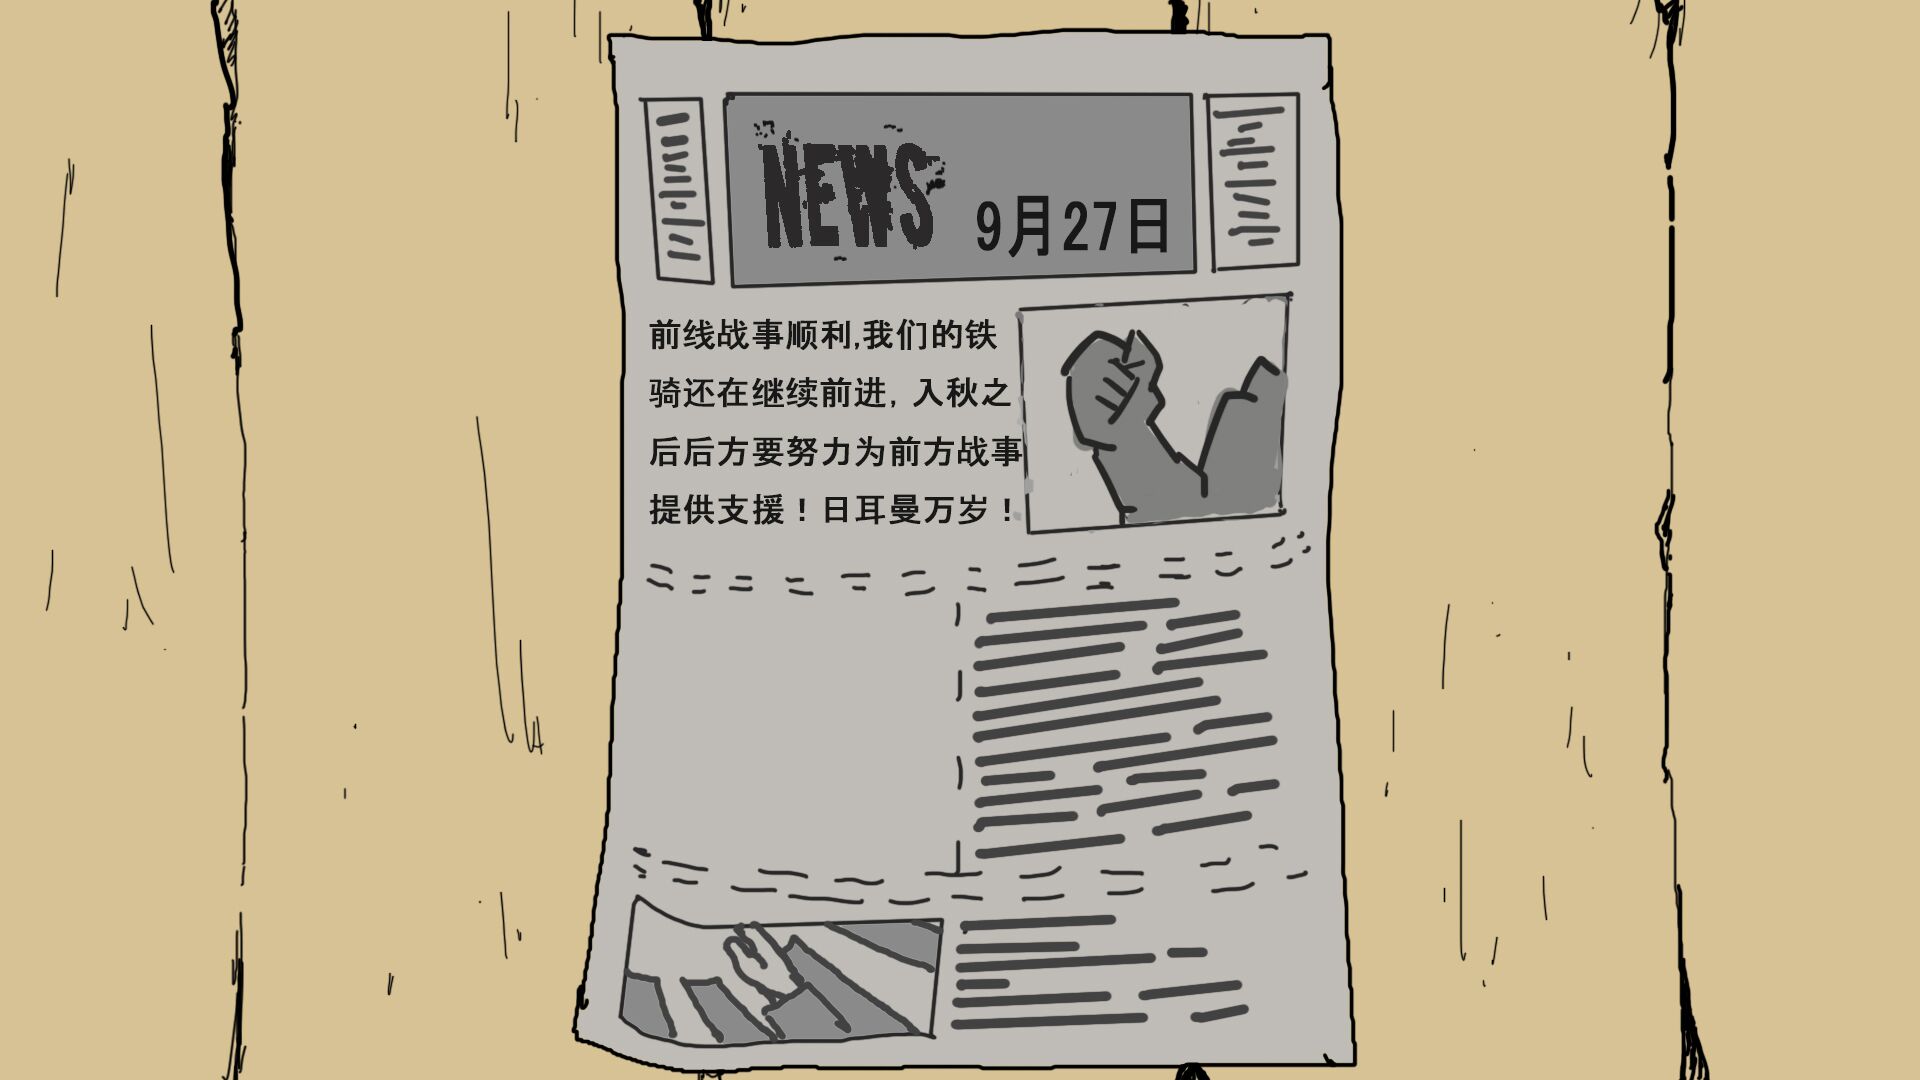 NEWS 9月27日
前线战事顺利,我们的铁
骑还在继续前进,入秋之
后后方要努力为前方战事
提供支援!日耳曼万岁!